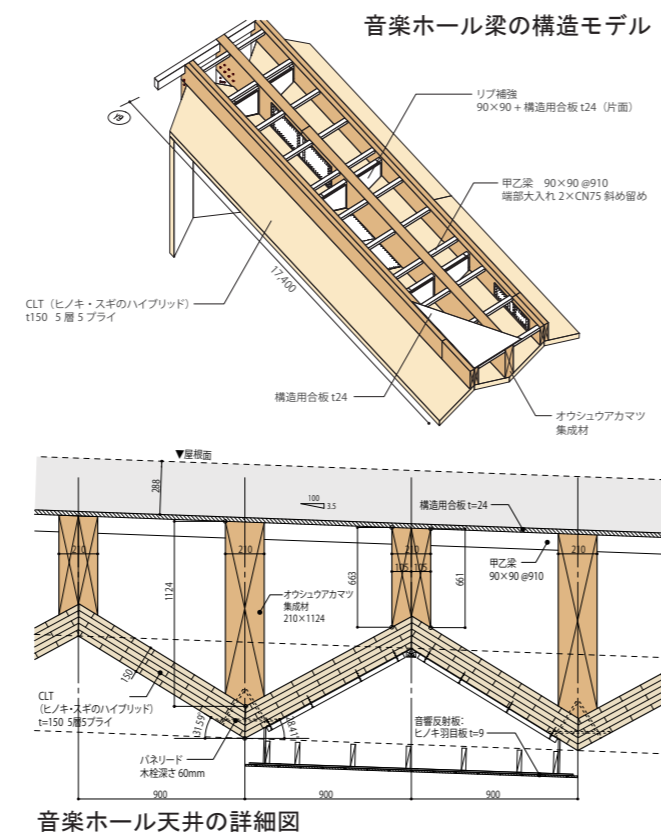 音楽ホール梁の構造モデル
リブ補強
90×90 + 構造用合板 t24（片面）
19
甲乙梁　90×90 @910
端部大入れ 2×CN75 斜め留め
17,400
CLT（ヒノキ・スギのハイブリッド）
t150 5層5プライ
構造用合板 t24
オウシュウアカマツ
集成材
▼屋根面
288
100
3.5
構造用合板 t=24
210
210
210
210
105
105
甲乙梁
90×90 @910
1124
663
661
オウシュウアカマツ
集成材
210×1124
150
CLT
（ヒノキ・スギのハイブリッド）
t=150 5層5プライ
31.59°
28.41°
音響反射板：
ヒノキ羽目板 t=9
パネリード
木栓深さ 60mm
900
900
900
音楽ホール天井の詳細図